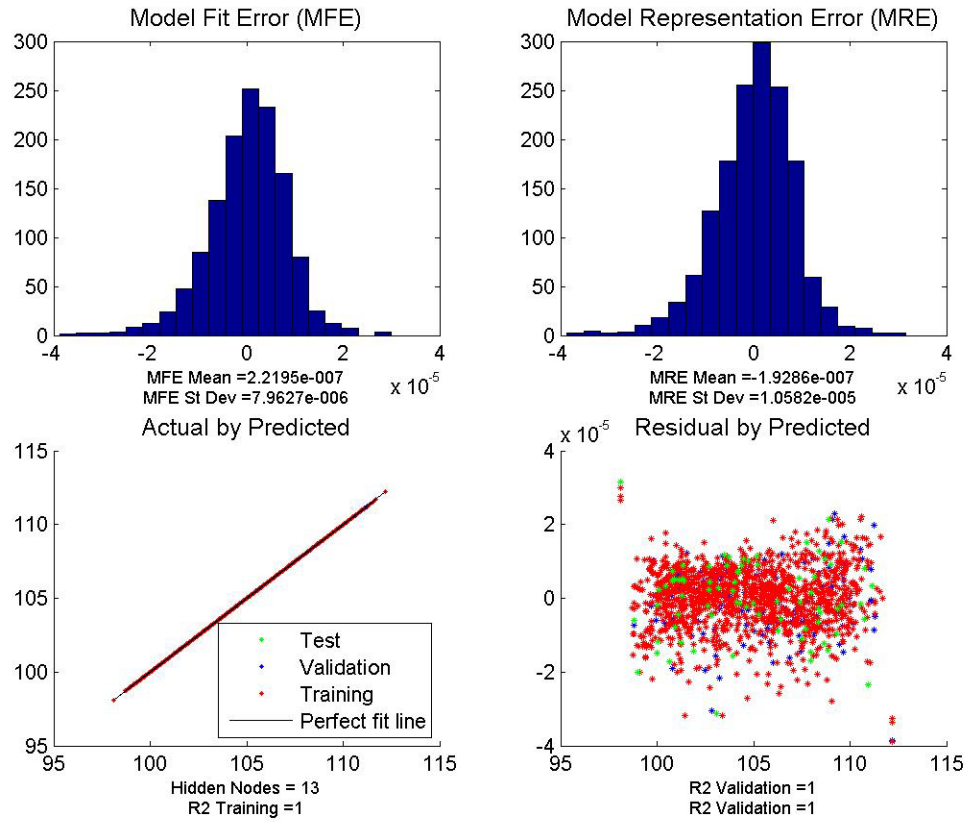 Model Fit Error (MFE)
300
250
200
150
100
50
0
-4
-2
0
2
4
x 10-5
MFE Mean =2.2195e-007
MFE St Dev =7.9627e-006
Model Representation Error (MRE)
300
250
200
150
100
50
0
-4
-2
0
2
4
x 10-5
MRE Mean =-1.9286e-007
MRE St Dev =1.0582e-005
Actual by Predicted
115
110
105
100
95
95
100
105
110
115
Test
Validation
Training
Perfect fit line
Hidden Nodes = 13
R2 Training =1
Residual by Predicted
x 10-5
4
2
0
-2
-4
100
105
110
115
R2 Validation =1
R2 Validation =1